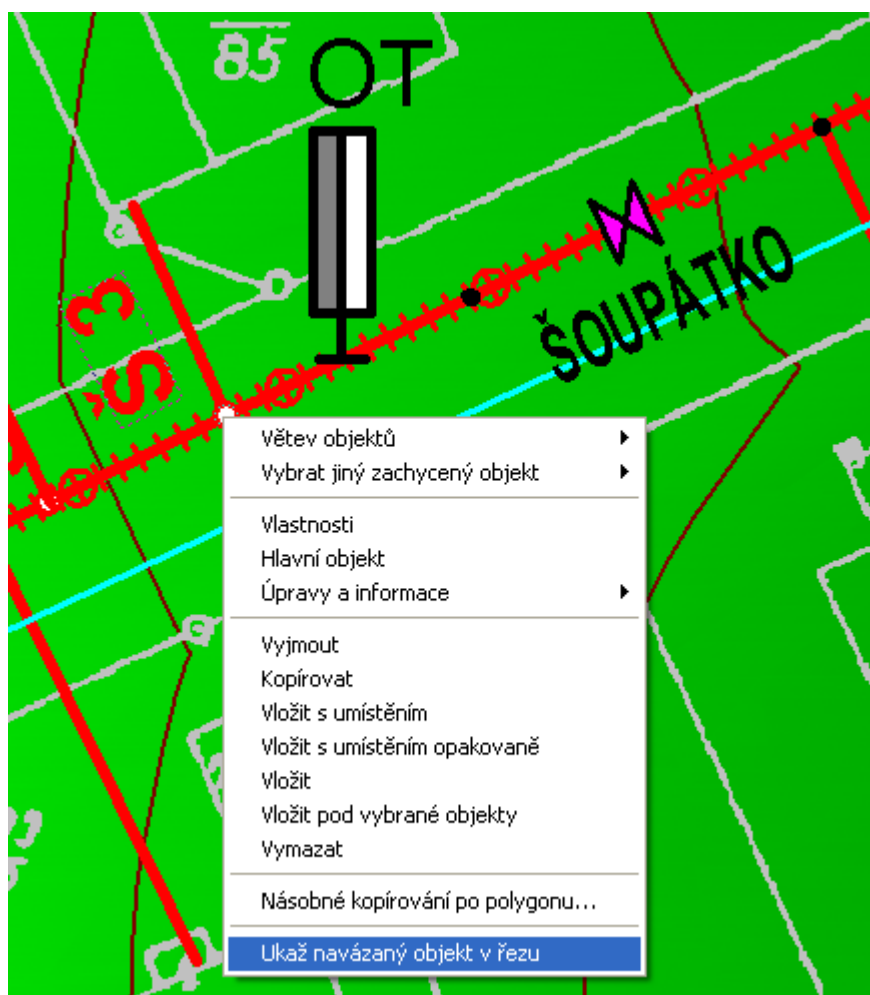 85
OT
ŠOUPÁTKO
Š 3
Větev objektů
Vybrat jiný zachycený objekt
Vlastnosti
Hlavní objekt
Úpravy a informace
Vyjmout
Kopírovat
Vložit s umístěním
Vložit s umístěním opakovaně
Vložit
Vložit pod vybrané objekty
Vymazat
Násobné kopírování po polygonu...
Ukaž navázaný objekt v řezu